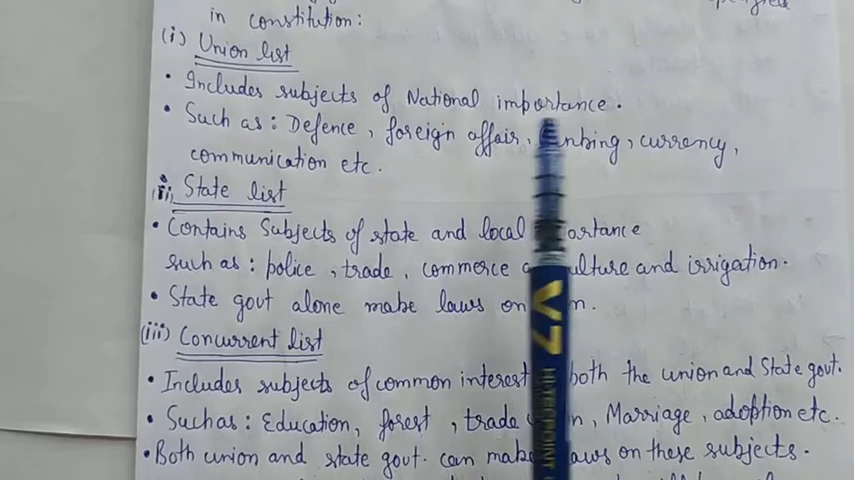 in constitution:
(i) Union list
• Includes subjects of National importance.
• Such as: Defence, foreign affair, currency,
communication etc.
(ii) State list
• Contains Subjects of state and local
such as: police, trade, commerce and irrigation.
• State govt alone make laws on
(iii) Concurrent list
• Includes subjects of common interest both the union and State govt.
• Such as: Education, forest, trade Marriage, adoption etc.
• Both union and state govt. can make laws on these subjects.
V7 HI-TECPOINT